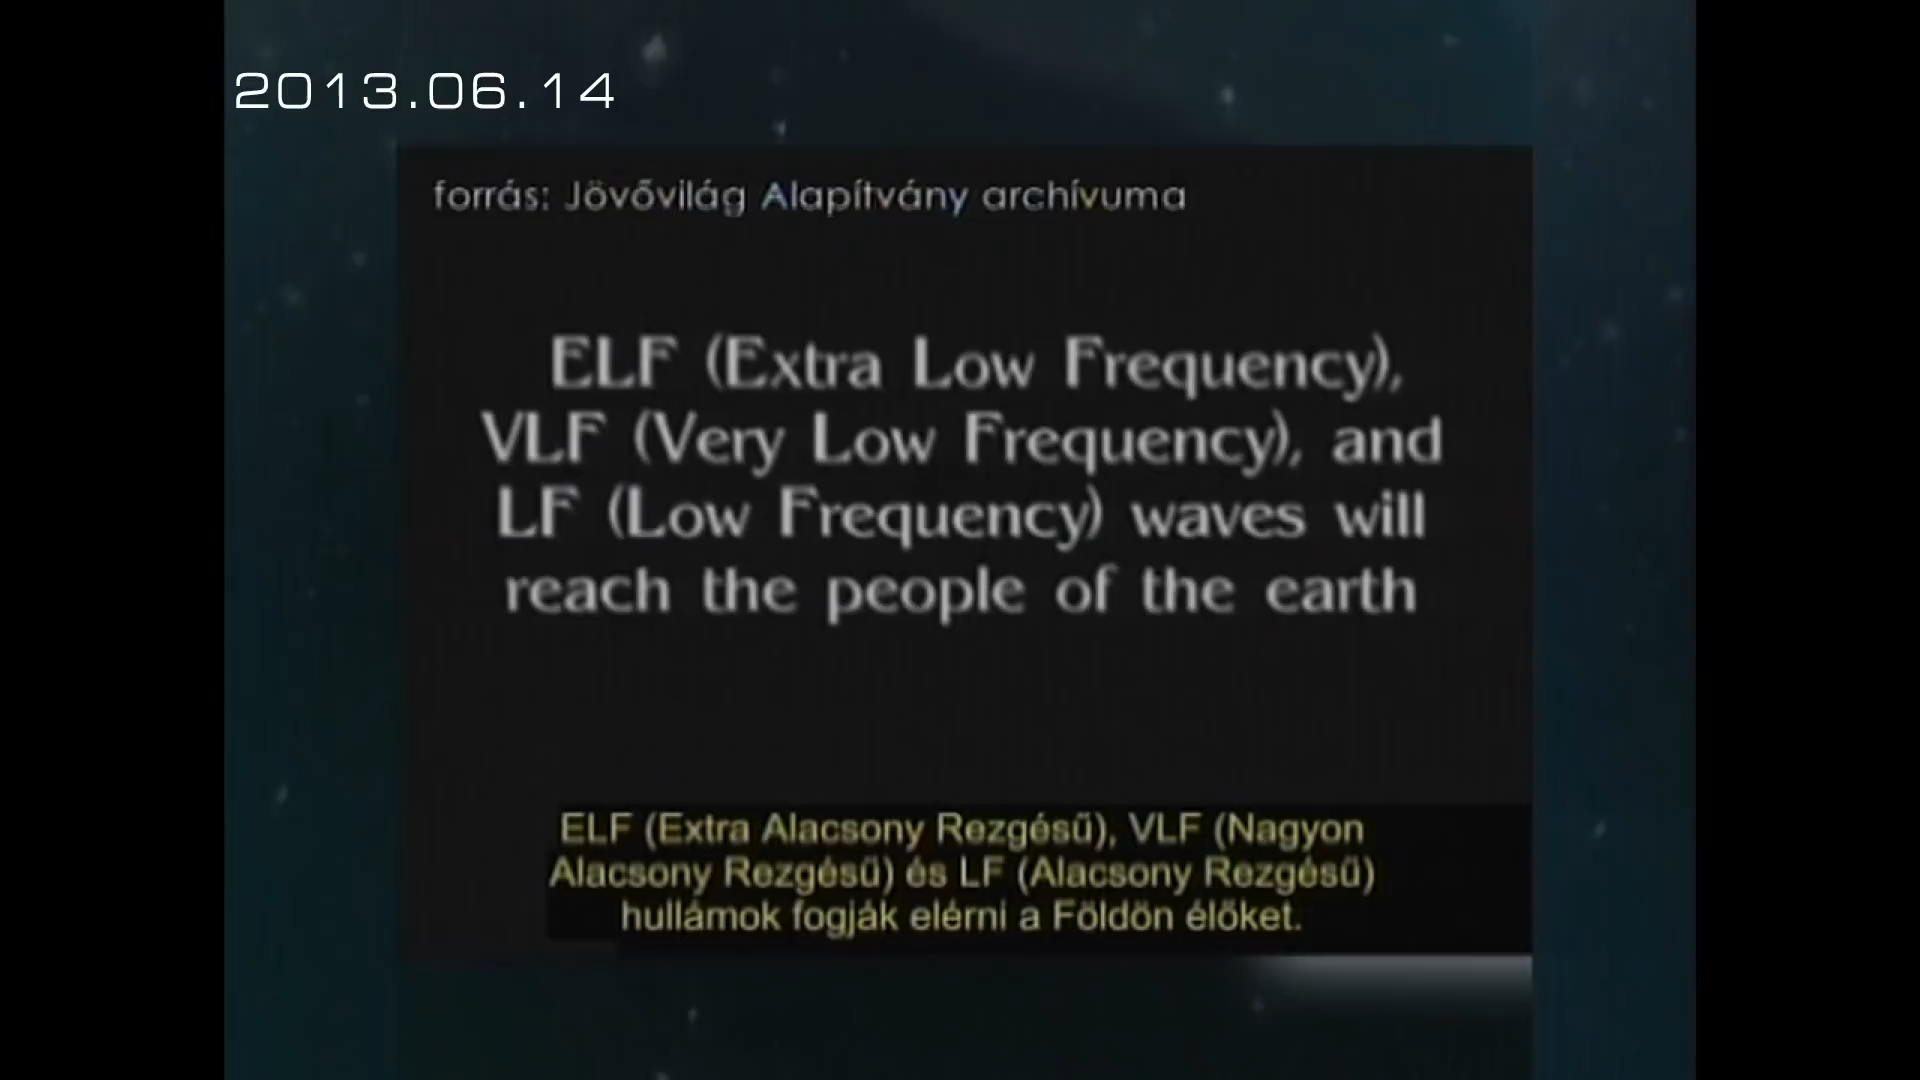 2013.06.14
forrás: Jövővilág Alapítvány archívuma
ELF (Extra Low Frequency),
VLF (Very Low Frequency), and
LF (Low Frequency) waves will
reach the people of the earth
ELF (Extra Alacsony Rezgésű), VLF (Nagyon
Alacsony Rezgésű) és LF (Alacsony Rezgésű)
hullámok fogják elérni a Földön élőket.